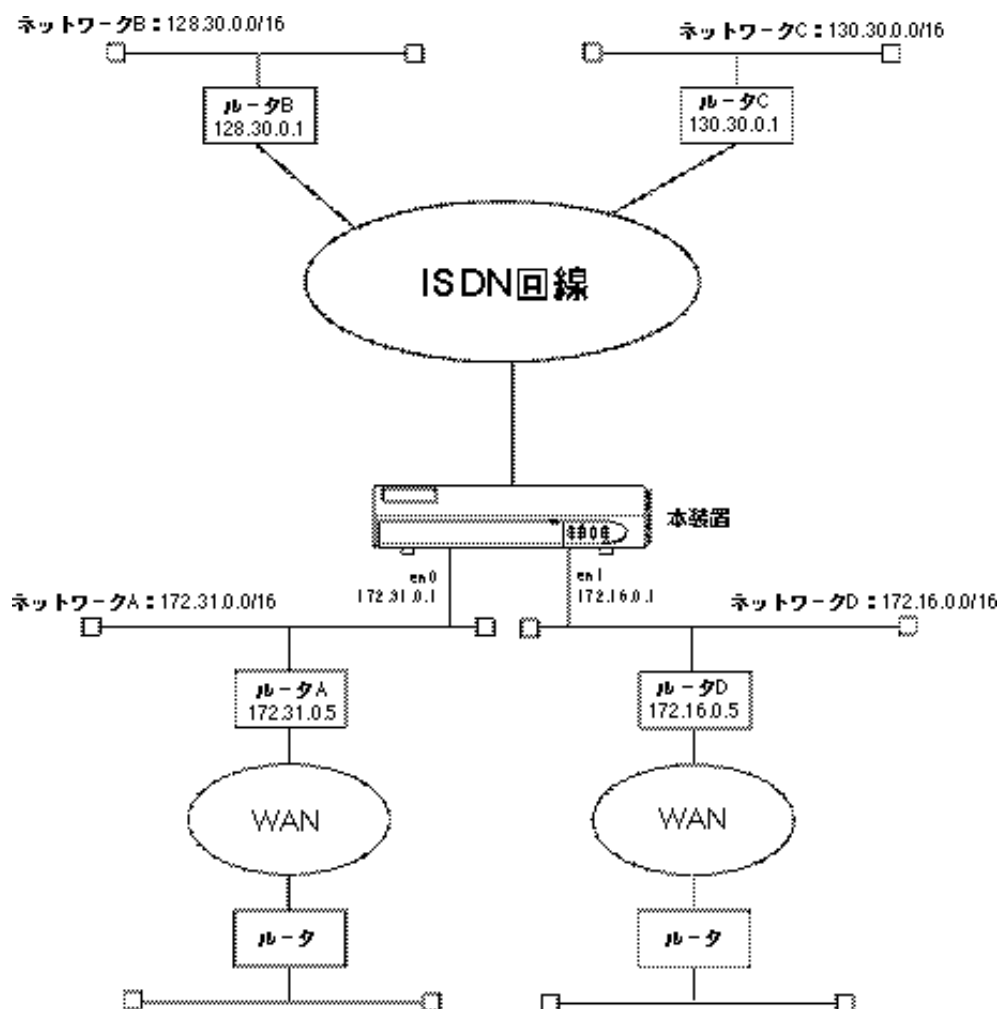 ネットワークB：128.30.0.0/16
ネットワークC：130.30.0.0/16
ルータB
128.30.0.1
ルータC
130.30.0.1
ISDN回線
本装置
en0
172.31.0.1
en1
172.16.0.1
ネットワークA：172.31.0.0/16
ネットワークD：172.16.0.0/16
ルータA
172.31.0.5
ルータD
172.16.0.5
WAN
WAN
ルータ
ルータ